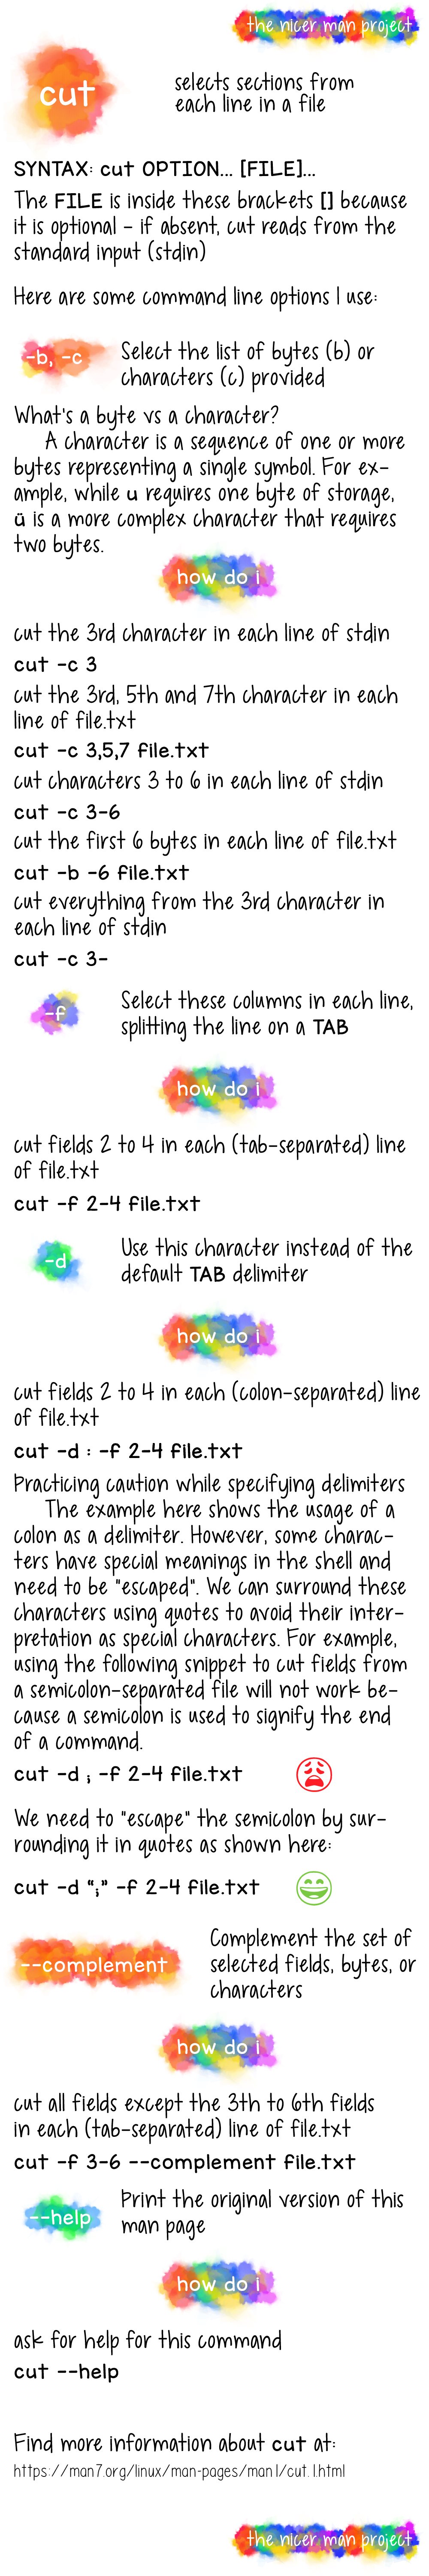 the nicer man project
cut
selects sections from
each line in a file
SYNTAX: cut OPTION... [FILE]...
The FILE is inside these brackets [] because
it is optional - if absent, cut reads from the
standard input (stdin)
Here are some command line options I use:
-b, -c
Select the list of bytes (b) or
characters (c) provided
What's a byte vs a character?
A character is a sequence of one or more
bytes representing a single symbol. For ex-
ample, while u requires one byte of storage,
ü is a more complex character that requires
two bytes.
how do i
cut the 3rd character in each line of stdin
cut -c 3
cut the 3rd, 5th and 7th character in each
line of file.txt
cut -c 3,5,7 file.txt
cut characters 3 to 6 in each line of stdin
cut -c 3-6
cut the first 6 bytes in each line of file.txt
cut -b -6 file.txt
cut everything from the 3rd character in
each line of stdin
cut -c 3-
-f
Select these columns in each line,
splitting the line on a TAB
how do i
cut fields 2 to 4 in each (tab-separated) line
of file.txt
cut -f 2-4 file.txt
-d
Use this character instead of the
default TAB delimiter
how do i
cut fields 2 to 4 in each (colon-separated) line
of file.txt
cut -d : -f 2-4 file.txt
Practicing caution while specifying delimiters
The example here shows the usage of a
colon as a delimiter. However, some charac-
ters have special meanings in the shell and
need to be "escaped". We can surround these
characters using quotes to avoid their inter-
pretation as special characters. For example,
using the following snippet to cut fields from
a semicolon-separated file will not work be-
cause a semicolon is used to signify the end
of a command.
cut -d ; -f 2-4 file.txt
We need to "escape" the semicolon by sur-
rounding it in quotes as shown here:
cut -d “;” -f 2-4 file.txt
--complement
Complement the set of
selected fields, bytes, or
characters
how do i
cut all fields except the 3th to 6th fields
in each (tab-separated) line of file.txt
cut -f 3-6 --complement file.txt
--help
Print the original version of this
man page
how do i
ask for help for this command
cut --help
Find more information about cut at:
https://man7.org/linux/man-pages/man1/cut.1.html
the nicer man project